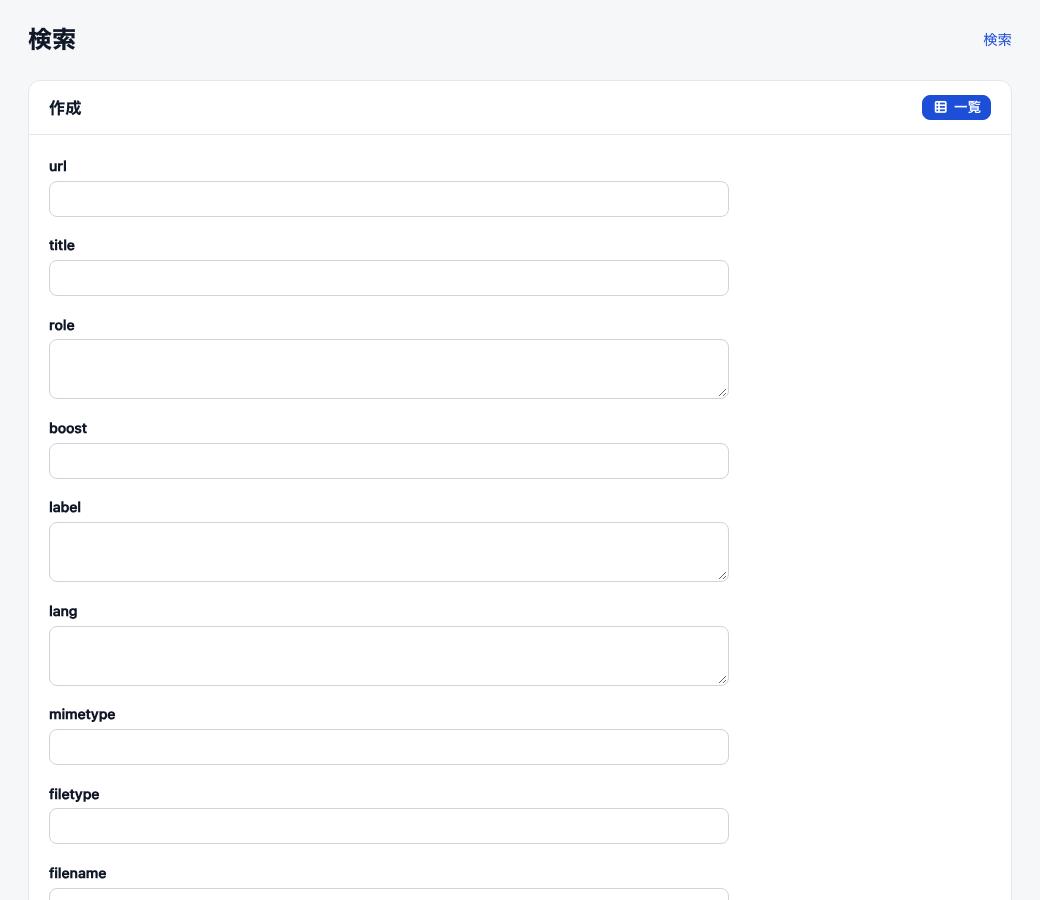 検索
検索
作成
一覧
url
title
role
boost
label
lang
mimetype
filetype
filename